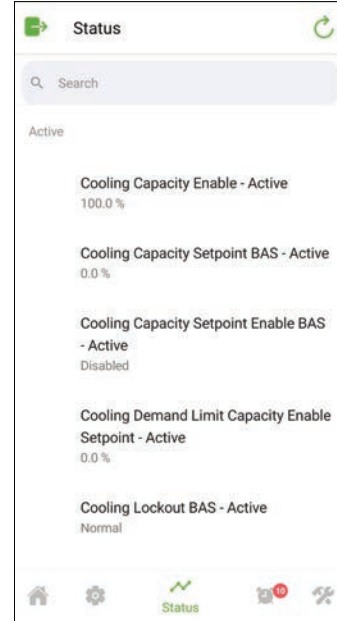 Status
Search
Active
Cooling Capacity Enable - Active
100.0 %
Cooling Capacity Setpoint BAS - Active
0.0 %
Cooling Capacity Setpoint Enable BAS
- Active
Disabled
Cooling Demand Limit Capacity Enable
Setpoint - Active
0.0 %
Cooling Lockout BAS - Active
Normal
10
Status